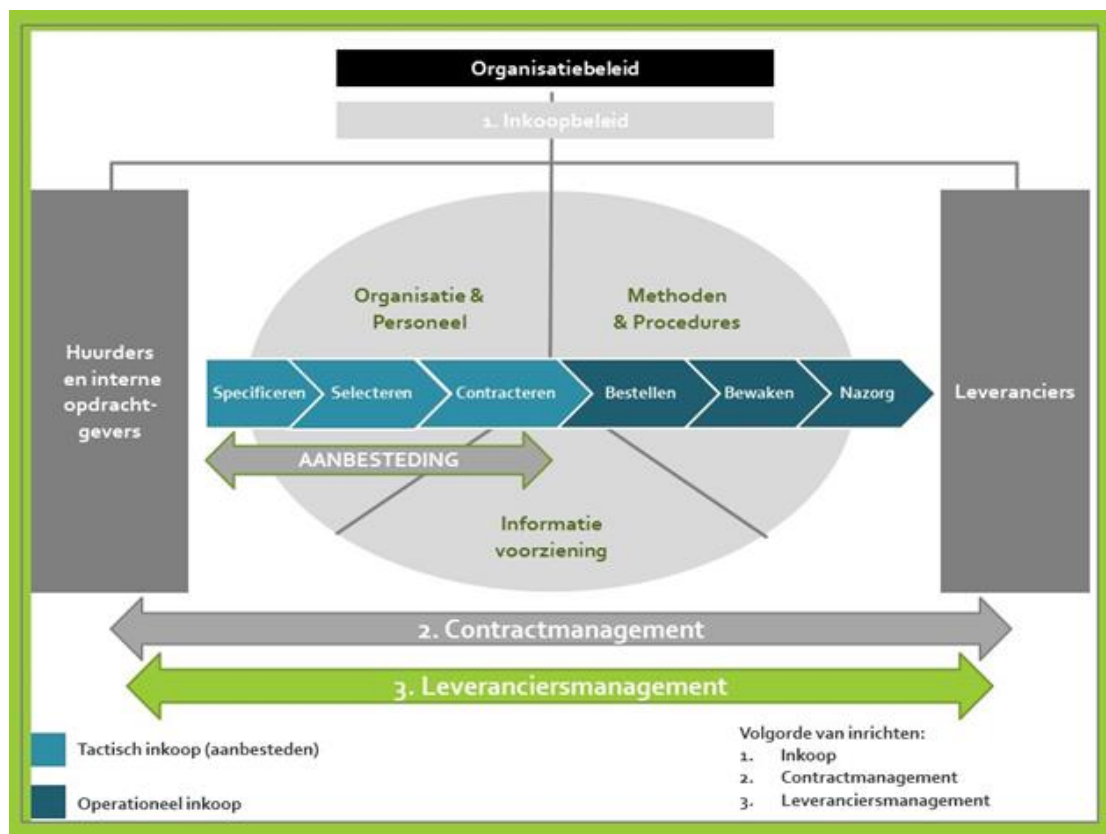 Organisatiebeleid
1. Inkoopbeleid
Organisatie &
Personeel
Methoden
& Procedures
Huurders
en interne
opdracht-
gevers
Specificeren
Selecteren
Contracteren
Bestellen
Bewaken
Nazorg
Leveranciers
AANBESTEDING
Informatie
voorziening
2. Contractmanagement
3. Leveranciersmanagement
Tactisch inkoop (aanbesteden)
Operationeel inkoop
Volgorde van inrichten:
1. Inkoop
2. Contractmanagement
3. Leveranciersmanagement